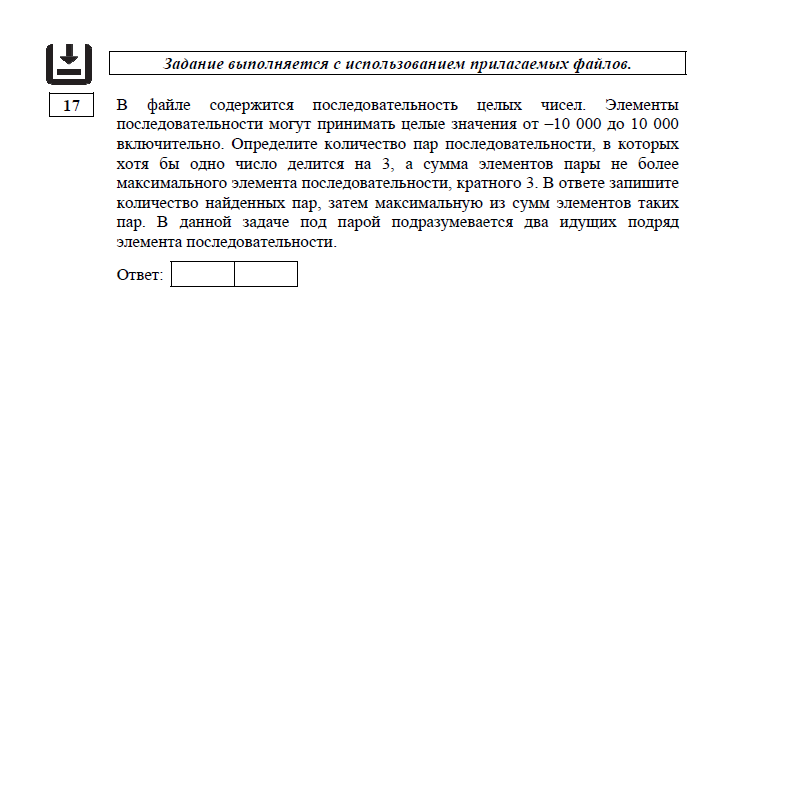 Задание выполняется с использованием прилагаемых файлов.
17
В файле содержится последовательность целых чисел. Элементы
последовательности могут принимать целые значения от –10 000 до 10 000
включительно. Определите количество пар последовательности, в которых
хотя бы одно число делится на 3, а сумма элементов пары не более
максимального элемента последовательности, кратного 3. В ответе запишите
количество найденных пар, затем максимальную из сумм элементов таких
пар. В данной задаче под парой подразумевается два идущих подряд
элемента последовательности.
Ответ: